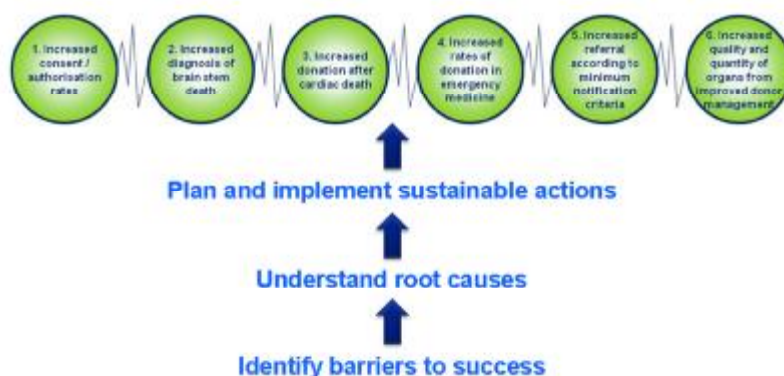 1. Increased
consent /
authorisation
rates
2. Increased
diagnosis of
brain stem
death
3. Increased
donation after
cardiac death
4. Increased
rates of
donation in
emergency
medicine
5. Increased
referral
according to
minimum
notification
criteria
6. Increased
quality and
quantity of
organs from
improved donor
management
Plan and implement sustainable actions
Understand root causes
Identify barriers to success